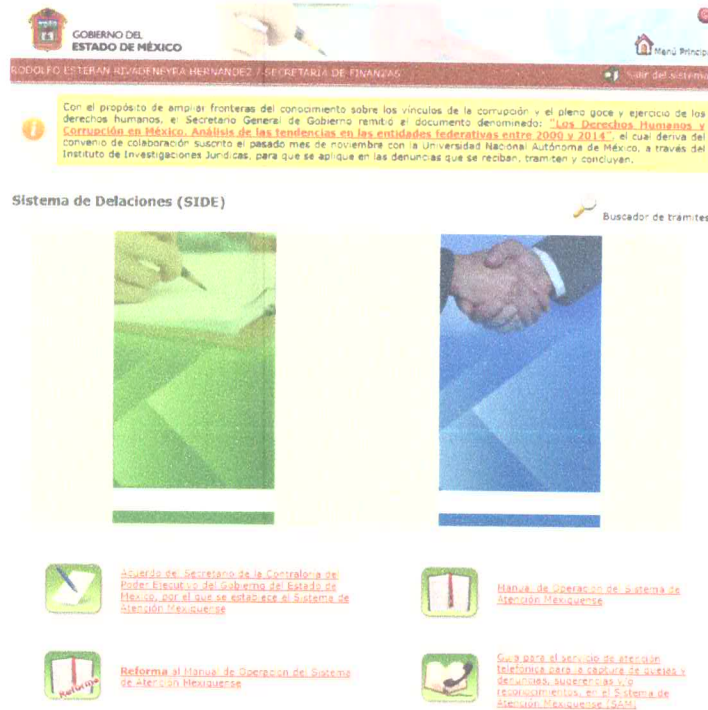 GOBIERNO DEL
ESTADO DE MÉXICO
Menú Princip
RODOLFO ESTEBAN RIVADENEYRA HERNANDEZ / SECRETARÍA DE FINANZAS
Salir del sistema
Con el propósito de ampliar fronteras del conocimiento sobre los vínculos de la corrupción y el pleno goce y ejercicio de los
derechos humanos, el Secretario General de Gobierno remitió el documento denominado: "Los Derechos Humanos y
Corrupción en México. Análisis de las tendencias en las entidades federativas entre 2000 y 2014", el cual deriva del
convenio de colaboración suscrito el pasado mes de noviembre con la Universidad Nacional Autónoma de México, a través del
Instituto de Investigaciones Jurídicas, para que se aplique en las denuncias que se reciban, tramiten y concluyan.
Sistema de Delaciones (SIDE)
Buscador de trámites
Acuerdo del Secretario de la Contraloría del
Poder Ejecutivo del Gobierno del Estado de
México, por el que se establece el Sistema de
Atención Mexiquense
Manual de Operación del Sistema de
Atención Mexiquense
Reforma
Reforma al Manual de Operación del Sistema
de Atención Mexiquense
Guía para el servicio de atención
telefónica para la captura de quejas y
denuncias, sugerencias y/o
reconocimientos, en el Sistema de
Atención Mexiquense (SAM)